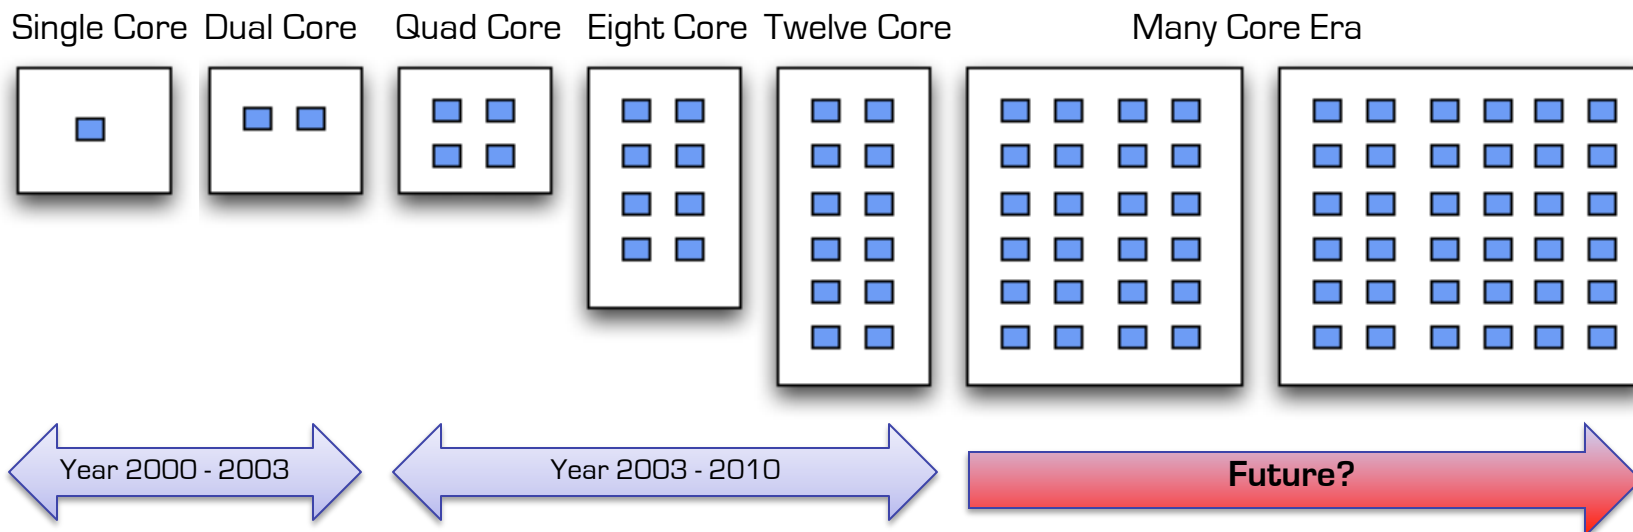 Single Core
Dual Core
Quad Core
Eight Core
Twelve Core
Many Core Era
Year 2000 - 2003
Year 2003 - 2010
Future?